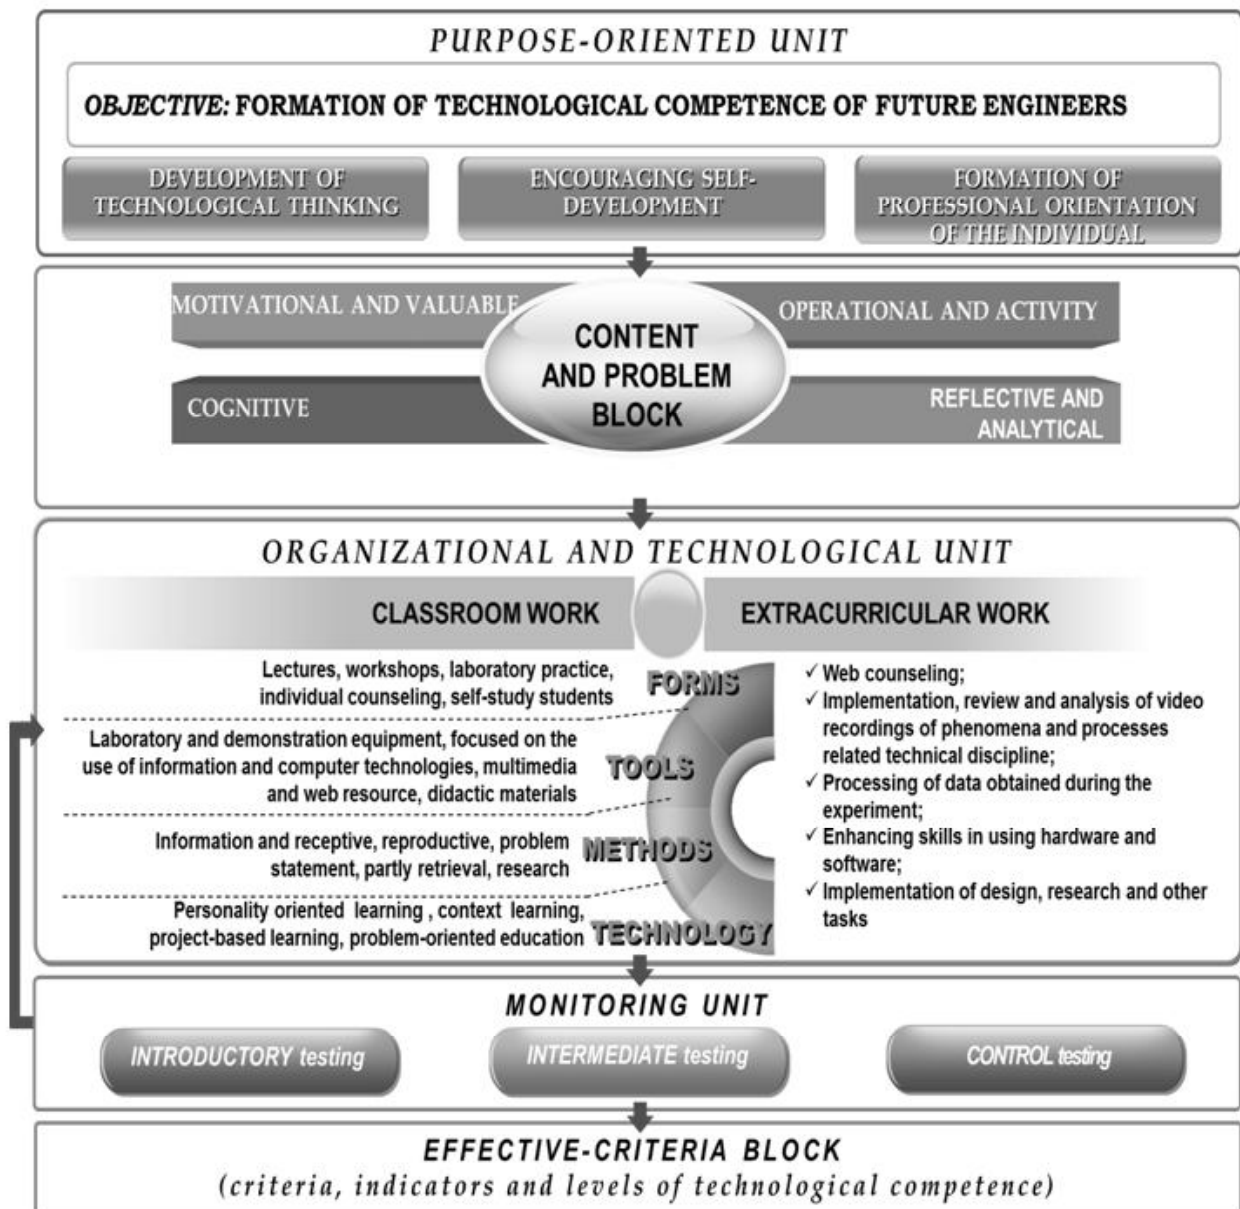 PURPOSE-ORIENTED UNIT
OBJECTIVE: FORMATION OF TECHNOLOGICAL COMPETENCE OF FUTURE ENGINEERS
DEVELOPMENT OF
TECHNOLOGICAL THINKING
ENCOURAGING SELF-
DEVELOPMENT
FORMATION OF
PROFESSIONAL ORIENTATION
OF THE INDIVIDUAL
MOTIVATIONAL AND VALUABLE
OPERATIONAL AND ACTIVITY
CONTENT
AND PROBLEM
BLOCK
COGNITIVE
REFLECTIVE AND
ANALYTICAL
ORGANIZATIONAL AND TECHNOLOGICAL UNIT
CLASSROOM WORK
EXTRACURRICULAR WORK
Lectures, workshops, laboratory practice,
individual counseling, self-study students
FORMS
Laboratory and demonstration equipment, focused on the
use of information and computer technologies, multimedia
and web resource, didactic materials
TOOLS
Information and receptive, reproductive, problem
statement, partly retrieval, research
METHODS
Personality oriented learning , context learning,
project-based learning, problem-oriented education
TECHNOLOGY
✓ Web counseling;
✓ Implementation, review and analysis of video
recordings of phenomena and processes
related technical discipline;
✓ Processing of data obtained during the
experiment;
✓ Enhancing skills in using hardware and
software;
✓ Implementation of design, research and other
tasks
MONITORING UNIT
INTRODUCTORY testing
INTERMEDIATE testing
CONTROL testing
EFFECTIVE-CRITERIA BLOCK
(criteria, indicators and levels of technological competence)